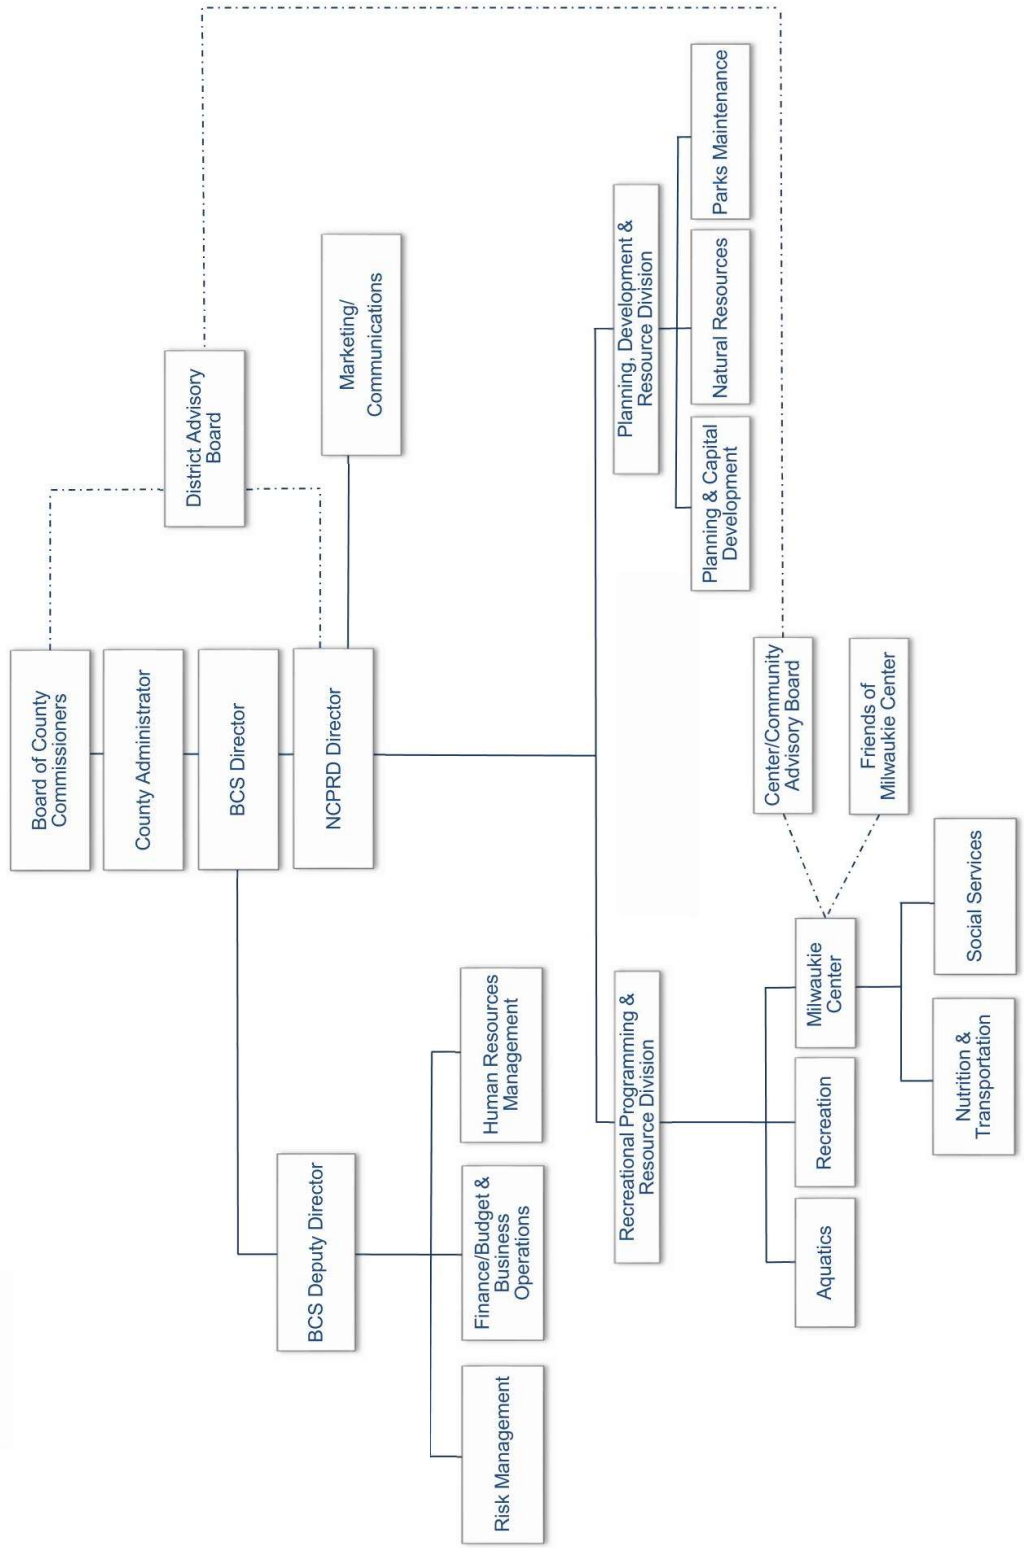 Board of County
Commissioners
County Administrator
BCS Director
NCPRD Director
District Advisory
Board
Marketing/
Communications
BCS Deputy Director
Risk Management
Finance/Budget &
Business
Operations
Human Resources
Management
Recreational Programming &
Resource Division
Planning, Development &
Resource Division
Aquatics
Recreation
Milwaukie
Center
Planning & Capital
Development
Natural Resources
Parks Maintenance
Center/Community
Advisory Board
Friends of
Milwaukie Center
Nutrition &
Transportation
Social Services